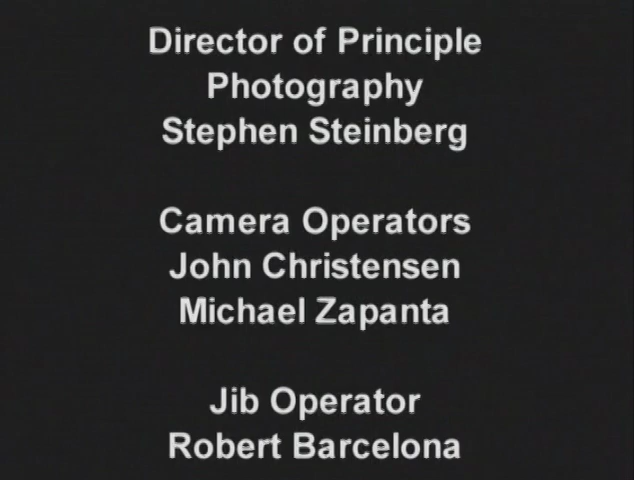 Director of Principle
Photography
Stephen Steinberg
Camera Operators
John Christensen
Michael Zapanta
Jib Operator
Robert Barcelona